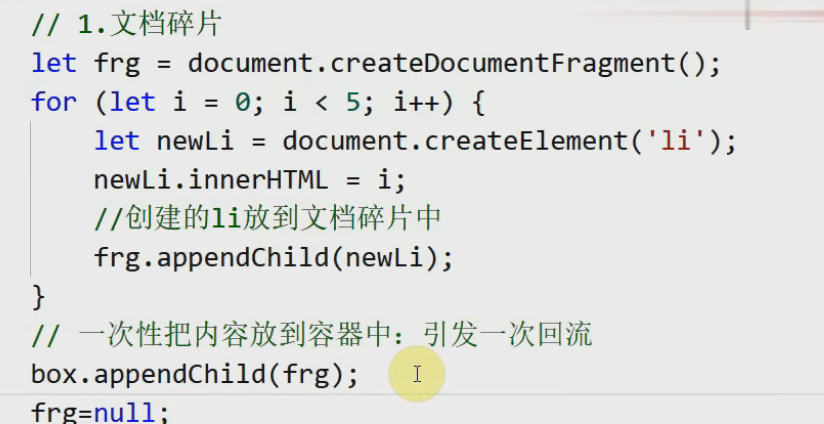 // 1.文档碎片
let frg = document.createDocumentFragment();
for (let i = 0; i < 5; i++) {
let newLi = document.createElement('li');
newLi.innerHTML = i;
//创建的li放到文档碎片中
frg.appendChild(newLi);
}
// 一次性把内容放到容器中：引发一次回流
box.appendChild(frg);
frg=null;